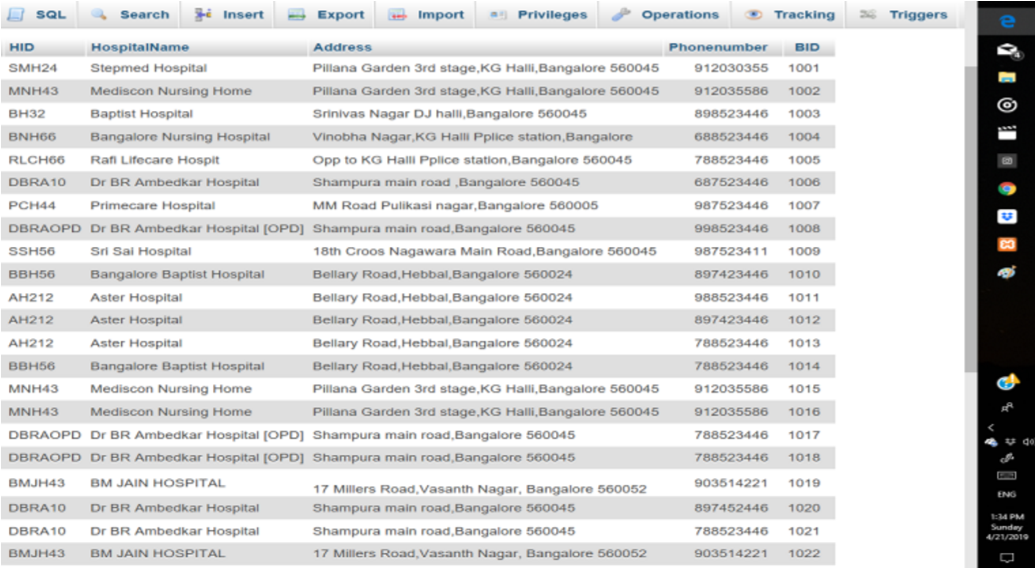 SQL Search Insert Export Import Privileges Operations Tracking Triggers
HID HospitalName Address Phonenumber BID
SMH24 Stepmed Hospital Pillana Garden 3rd stage,KG Halli,Bangalore 560045 912030355 1001
MNH43 Mediscon Nursing Home Pillana Garden 3rd stage,KG Halli,Bangalore 560045 912035586 1002
BH32 Baptist Hospital Srinivas Nagar DJ halli,Bangalore 560045 898523446 1003
BNH66 Bangalore Nursing Hospital Vinobha Nagar,KG Halli Pplice station,Bangalore 688523446 1004
RLCH66 Rafi Lifecare Hospit Opp to KG Halli Pplice station,Bangalore 560045 788523446 1005
DBRA10 Dr BR Ambedkar Hospital Shampura main road ,Bangalore 560045 687523446 1006
PCH44 Primecare Hospital MM Road Pulikasi nagar,Bangalore 560005 987523446 1007
DBRAOPD Dr BR Ambedkar Hospital [OPD] Shampura main road,Bangalore 560045 998523446 1008
SSH56 Sri Sai Hospital 18th Croos Nagawara Main Road,Bangalore 560045 987523411 1009
BBH56 Bangalore Baptist Hospital Bellary Road,Hebbal,Bangalore 560024 897423446 1010
AH212 Aster Hospital Bellary Road,Hebbal,Bangalore 560024 988523446 1011
AH212 Aster Hospital Bellary Road,Hebbal,Bangalore 560024 897423446 1012
AH212 Aster Hospital Bellary Road,Hebbal,Bangalore 560024 788523446 1013
BBH56 Bangalore Baptist Hospital Bellary Road,Hebbal,Bangalore 560024 788523446 1014
MNH43 Mediscon Nursing Home Pillana Garden 3rd stage,KG Halli,Bangalore 560045 912035586 1015
MNH43 Mediscon Nursing Home Pillana Garden 3rd stage,KG Halli,Bangalore 560045 912035586 1016
DBRAOPD Dr BR Ambedkar Hospital [OPD] Shampura main road,Bangalore 560045 788523446 1017
DBRAOPD Dr BR Ambedkar Hospital [OPD] Shampura main road,Bangalore 560045 788523446 1018
BMJH43 BM JAIN HOSPITAL 17 Millers Road,Vasanth Nagar, Bangalore 560052 903514221 1019
DBRA10 Dr BR Ambedkar Hospital Shampura main road,Bangalore 560045 897452446 1020
DBRA10 Dr BR Ambedkar Hospital Shampura main road,Bangalore 560045 788523446 1021
BMJH43 BM JAIN HOSPITAL 17 Millers Road,Vasanth Nagar, Bangalore 560052 903514221 1022
ENG
1:34 PM
Sunday
4/21/2019